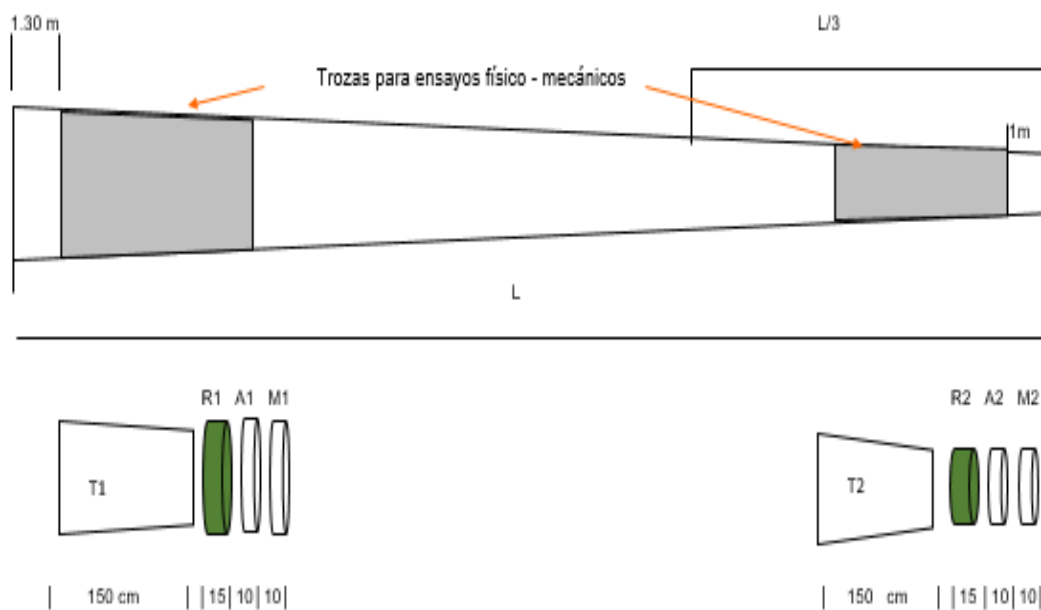 1.30 m
L/3
Trozas para ensayos físico - mecánicos
1m
L
R1 A1 M1
R2 A2 M2
T1
T2
| 150 cm | |15|10|10|
| 150 cm | |15 |10|10|